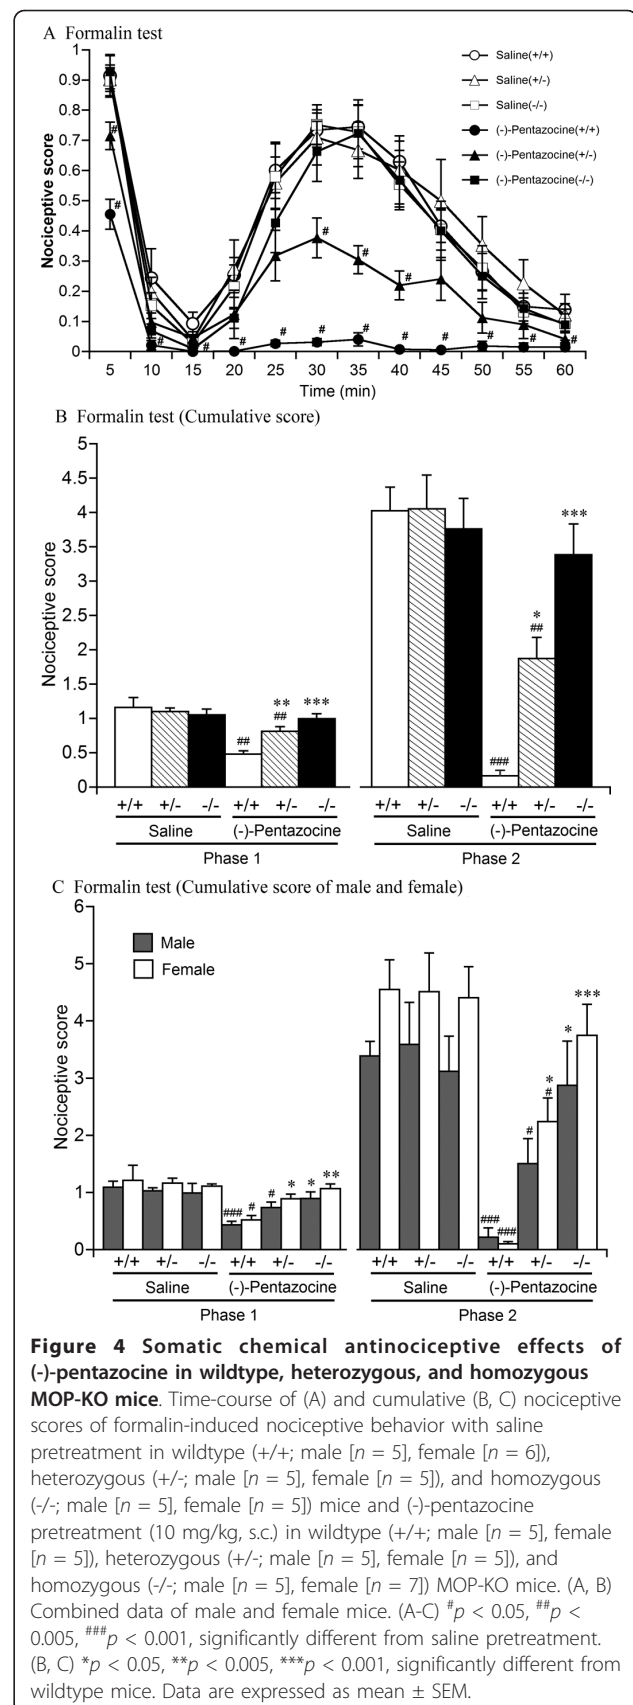 A Formalin test
1
0.9
0.8
0.7
0.6
0.5
0.4
0.3
0.2
0.1
0
Nociceptive score
Saline(+/+)
Saline(+/-)
Saline(-/-)
(-)-Pentazocine(+/+)
(-)-Pentazocine(+/-)
(-)-Pentazocine(-/-)
# # # # # #
# # # # # # # # # # # #
5 10 15 20 25 30 35 40 45 50 55 60
Time (min)
B Formalin test (Cumulative score)
5
4.5
4
3.5
3
2.5
2
1.5
1
0.5
0
Nociceptive score
***
*
##
** ***
##
##
###
+/+ +/- -/- +/+ +/- -/- +/+ +/- -/- +/+ +/- -/-
Saline (-)-Pentazocine Saline (-)-Pentazocine
Phase 1 Phase 2
C Formalin test (Cumulative score of male and female)
6
5
4
3
2
1
0
Nociceptive score
Male
Female
***
*
*
#
#
**
* *
#
### #
### ###
+/+ +/- -/- +/+ +/- -/- +/+ +/- -/- +/+ +/- -/-
Saline (-)-Pentazocine Saline (-)-Pentazocine
Phase 1 Phase 2
Figure 4 Somatic chemical antinociceptive effects of
(-)-pentazocine in wildtype, heterozygous, and homozygous
MOP-KO mice. Time-course of (A) and cumulative (B, C) nociceptive
scores of formalin-induced nociceptive behavior with saline
pretreatment in wildtype (+/+; male [n = 5], female [n = 6]),
heterozygous (+/-; male [n = 5], female [n = 5]), and homozygous
(-/-; male [n = 5], female [n = 5]) mice and (-)-pentazocine
pretreatment (10 mg/kg, s.c.) in wildtype (+/+; male [n = 5], female
[n = 5]), heterozygous (+/-; male [n = 5], female [n = 5]), and
homozygous (-/-; male [n = 5], female [n = 7]) MOP-KO mice. (A, B)
Combined data of male and female mice. (A-C) #p < 0.05, ##p <
0.005, ###p < 0.001, significantly different from saline pretreatment.
(B, C) *p < 0.05, **p < 0.005, ***p < 0.001, significantly different from
wildtype mice. Data are expressed as mean ± SEM.